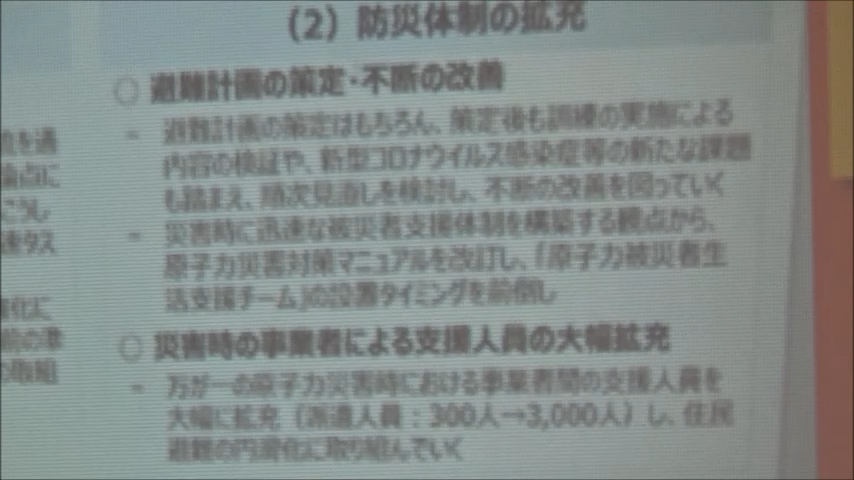 （2）防災体制の拡充
○ 避難計画の策定・不断の改善
- 避難計画の策定はもちろん、策定後も訓練の実施による
内容の検証や、新型コロナウイルス感染症等の新たな課題
も踏まえ、順次見直しを検討し、不断の改善を図っていく
- 災害時に迅速な被災者支援体制を構築する観点から、
原子力災害対策マニュアルを改訂し、「原子力被災者生
活支援チーム」の設置タイミングを前倒し
○ 災害時の事業者による支援人員の大幅拡充
- 万が一の原子力災害時における事業者間の支援人員を
大幅に拡充（派遣人員：300人→3,000人）し、住民
避難の円滑化に取り組んでいく